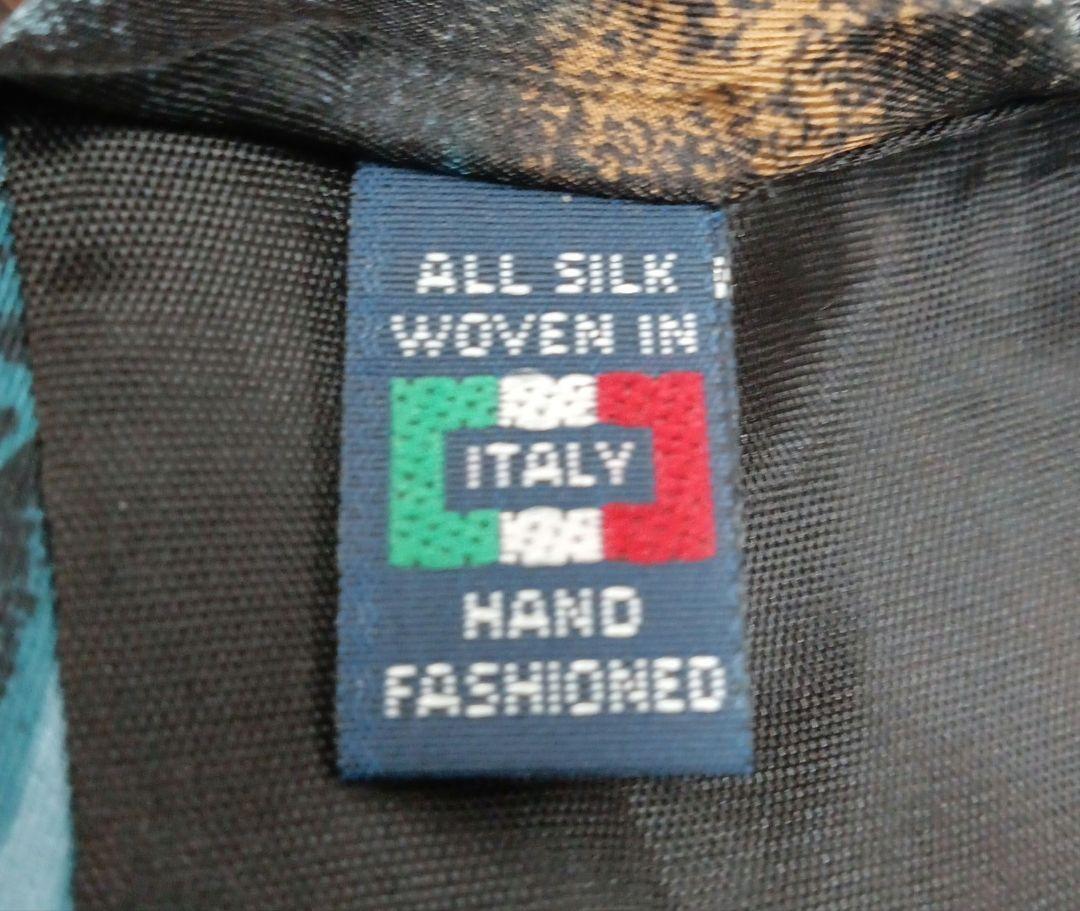 ALL SILK
WOVEN IN
ITALY
HAND
FASHIONED